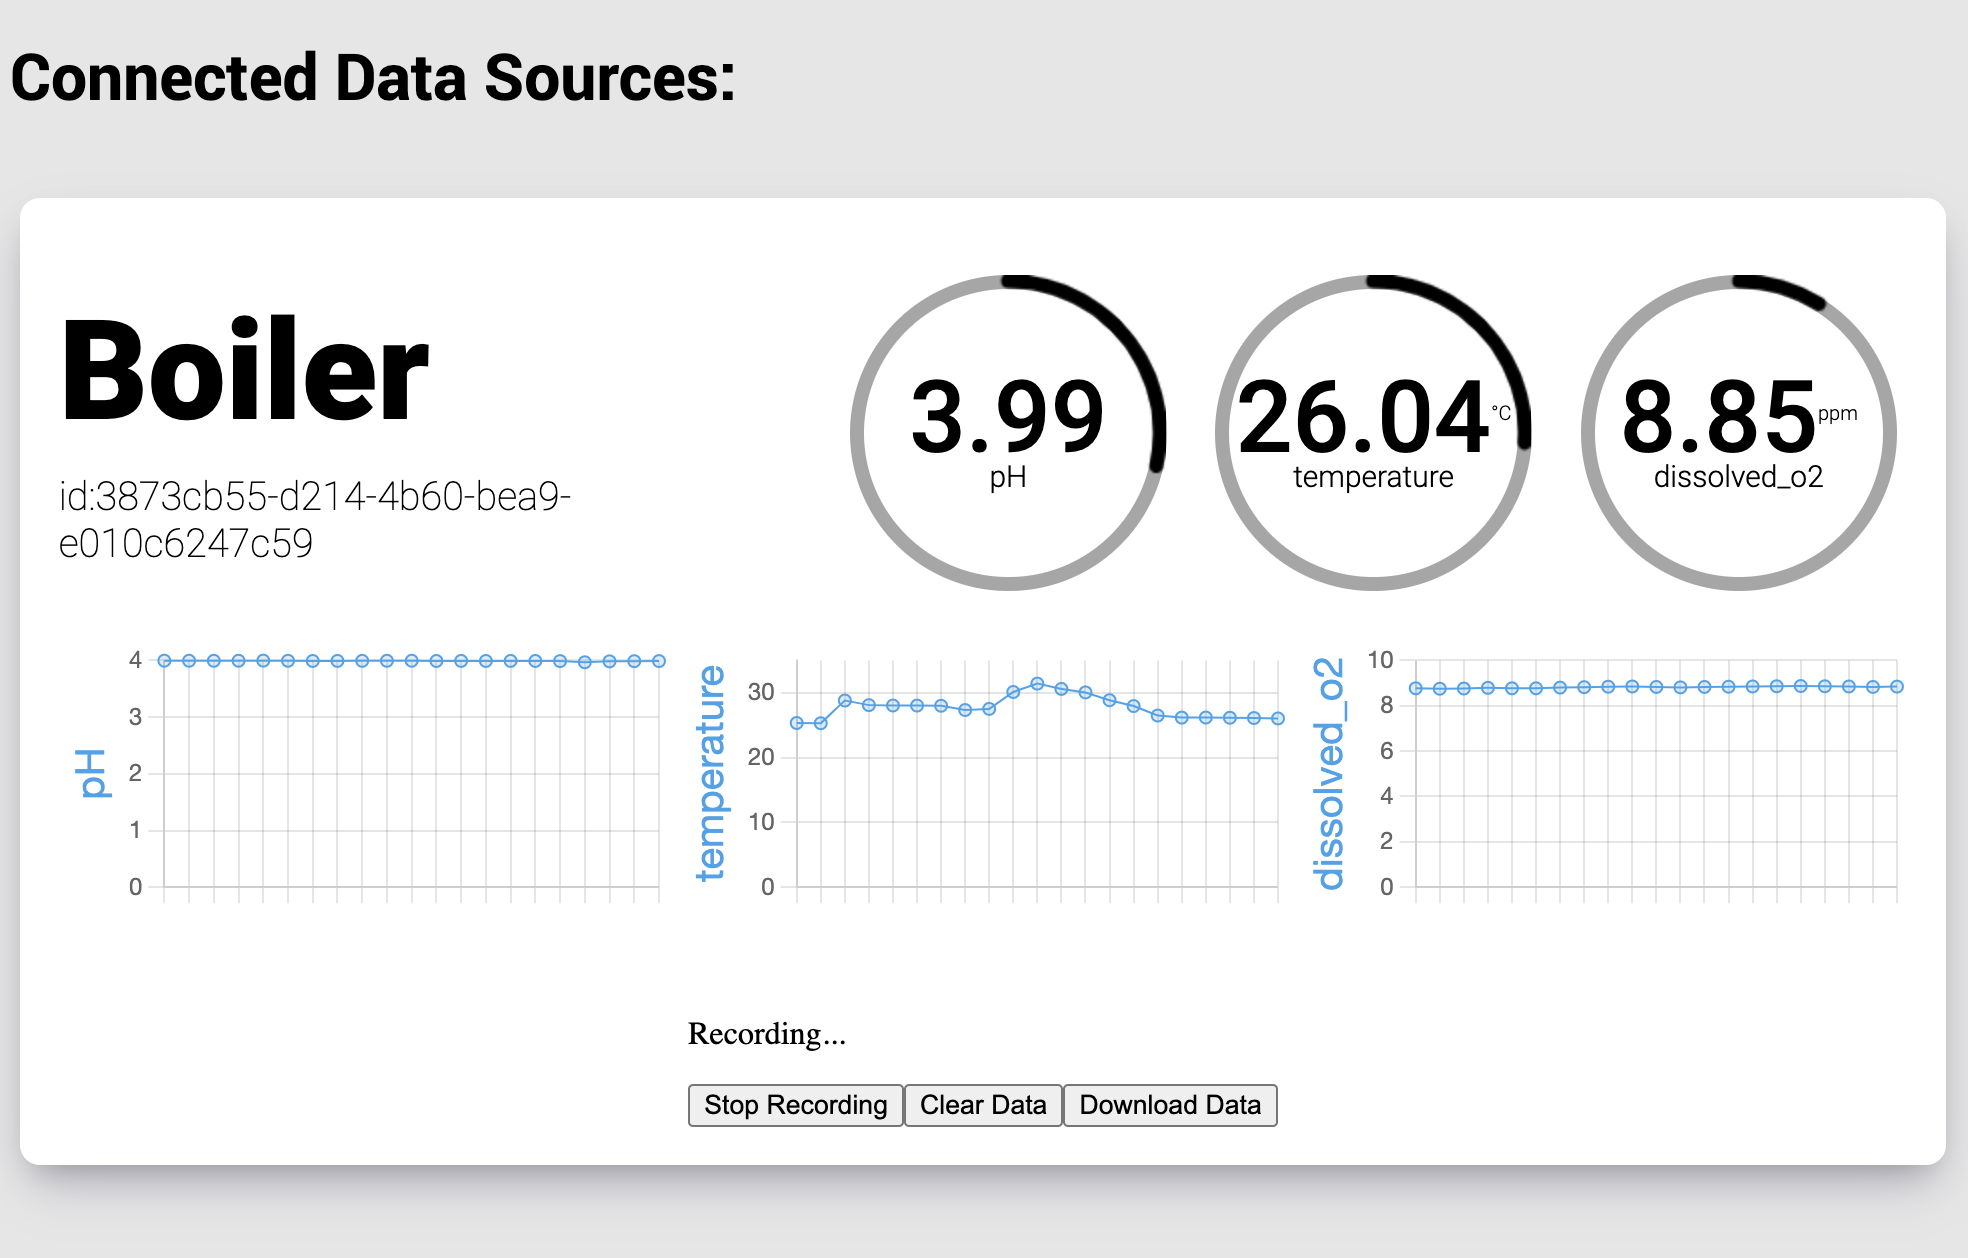 Connected Data Sources:
Boiler
id:3873cb55-d214-4b60-bea9-
e010c6247c59
3.99
pH
26.04 °C
temperature
8.85 ppm
dissolved_o2
pH
4
3
2
1
0
temperature
30
20
10
0
dissolved_o2
10
8
6
4
2
0
Recording...
Stop Recording Clear Data Download Data